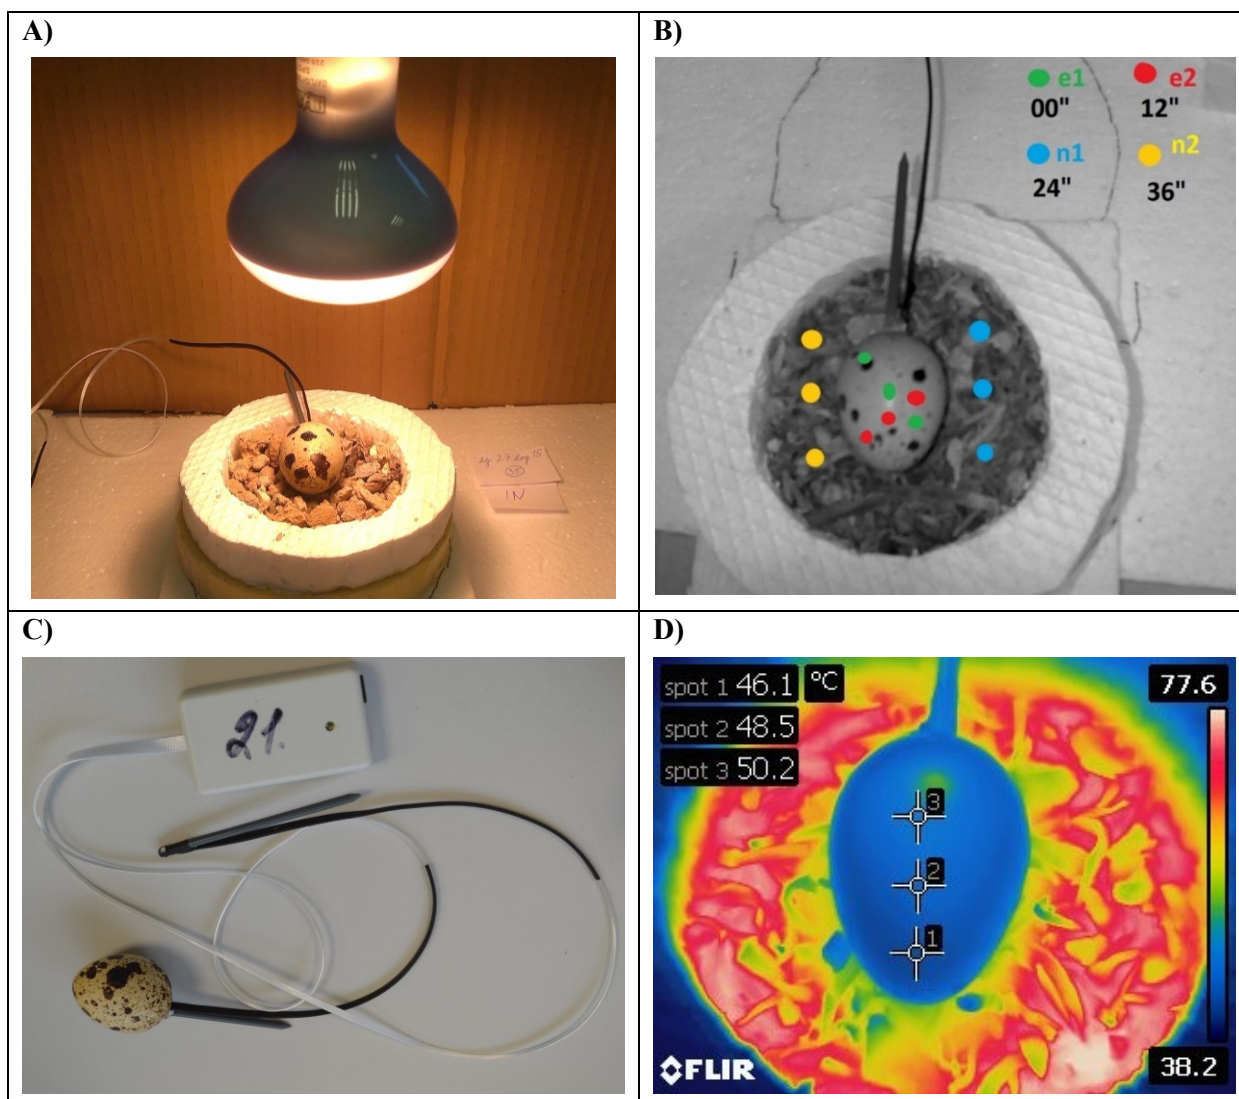 A)
IN
B)
e1 e2
00" 12"
n1 n2
24" 36"
C)
21.
D)
spot 1 46.1 °C
77.6
spot 2 48.5
spot 3 50.2
3
2
1
FLIR
38.2